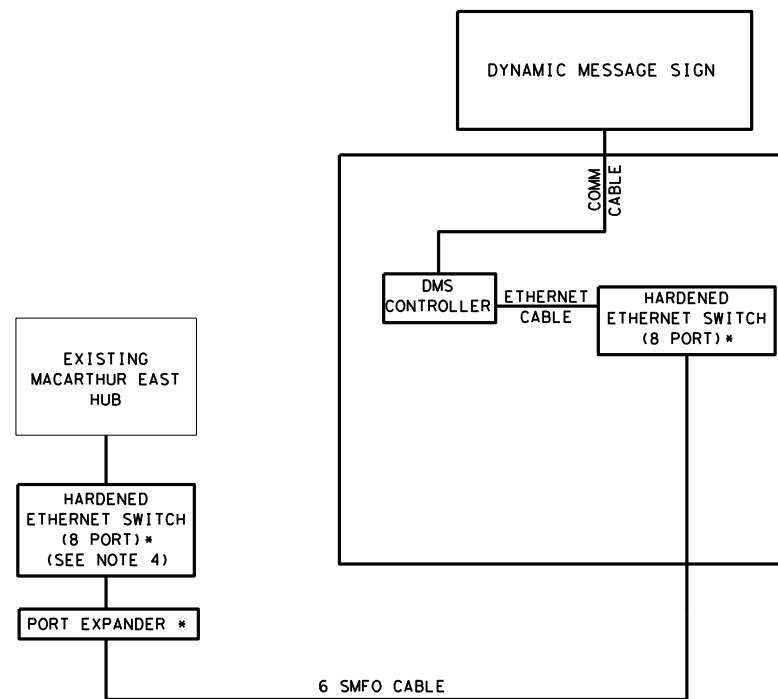 DYNAMIC MESSAGE SIGN
COMM
CABLE
DMS
CONTROLLER
ETHERNET
CABLE
HARDENED
ETHERNET SWITCH
(8 PORT)*
EXISTING
MACARTHUR EAST
HUB
HARDENED
ETHERNET SWITCH
(8 PORT)*
(SEE NOTE 4)
PORT EXPANDER *
6 SMFO CABLE